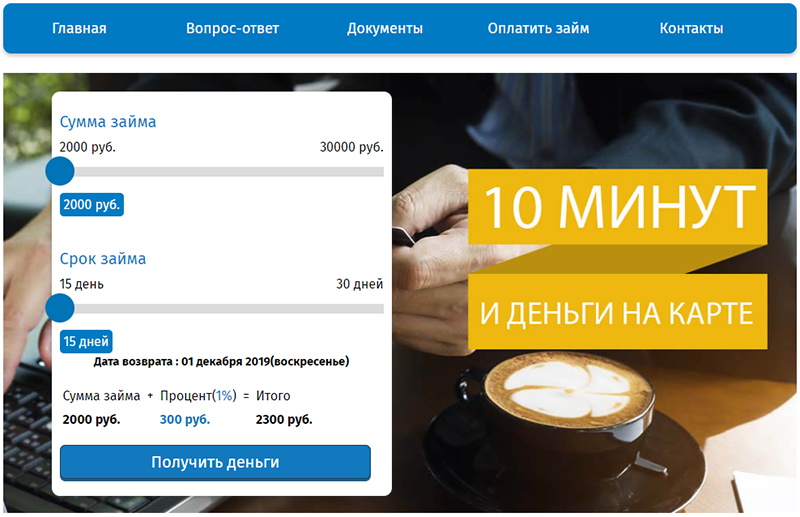 Главная Вопрос-ответ Документы Оплатить займ Контакты
Сумма займа
2000 руб. 30000 руб.
2000 руб.
Срок займа
15 день 30 дней
15 дней
Дата возврата : 01 декабря 2019(воскресенье)
Сумма займа + Процент(1%) = Итого
2000 руб. 300 руб. 2300 руб.
Получить деньги
10 МИНУТ
И ДЕНЬГИ НА КАРТЕ